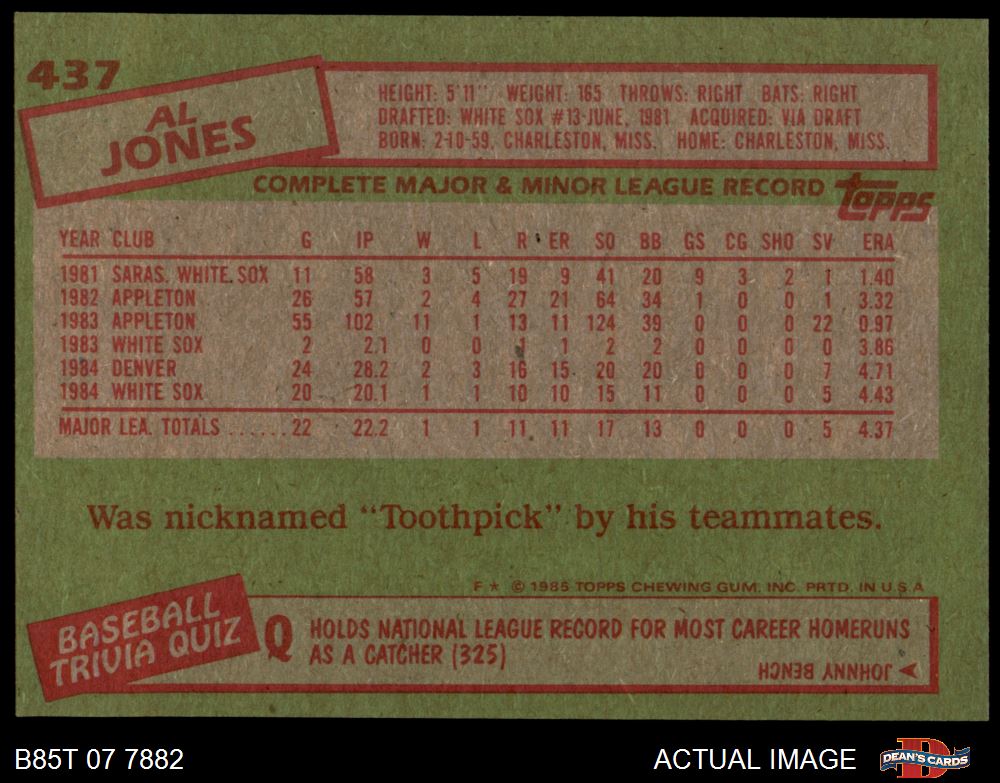 437
AL
JONES
HEIGHT: 5'11" WEIGHT: 165 THROWS: RIGHT BATS: RIGHT
DRAFTED: WHITE SOX #13-JUNE, 1981 ACQUIRED: VIA DRAFT
BORN: 2-10-59, CHARLESTON, MISS. HOME: CHARLESTON, MISS.
COMPLETE MAJOR & MINOR LEAGUE RECORD
topps
YEAR CLUB G IP W L R ER SO BB GS CG SHO SV ERA
1981 SARAS. WHITE SOX 11 58 3 5 19 9 41 20 9 3 2 1 1.40
1982 APPLETON 26 57 2 4 27 21 64 34 1 0 0 1 3.32
1983 APPLETON 55 102 11 1 13 11 124 39 0 0 0 22 0.97
1983 WHITE SOX 2 2.1 0 0 1 1 2 2 0 0 0 0 3.86
1984 DENVER 24 28.2 2 3 16 15 20 20 0 0 0 7 4.71
1984 WHITE SOX 20 20.1 1 1 10 10 15 11 0 0 0 5 4.43
MAJOR LEA. TOTALS ......22 22.2 1 1 11 11 17 13 0 0 0 5 4.37
Was nicknamed "Toothpick" by his teammates.
F* © 1985 TOPPS CHEWING GUM, INC. PRTD. IN U.S.A.
BASEBALL
TRIVIA QUIZ
Q HOLDS NATIONAL LEAGUE RECORD FOR MOST CAREER HOMERUNS
AS A CATCHER (325)
JOHNNY BENCH
B85T 07 7882
ACTUAL IMAGE
D
DEAN'S CARDS